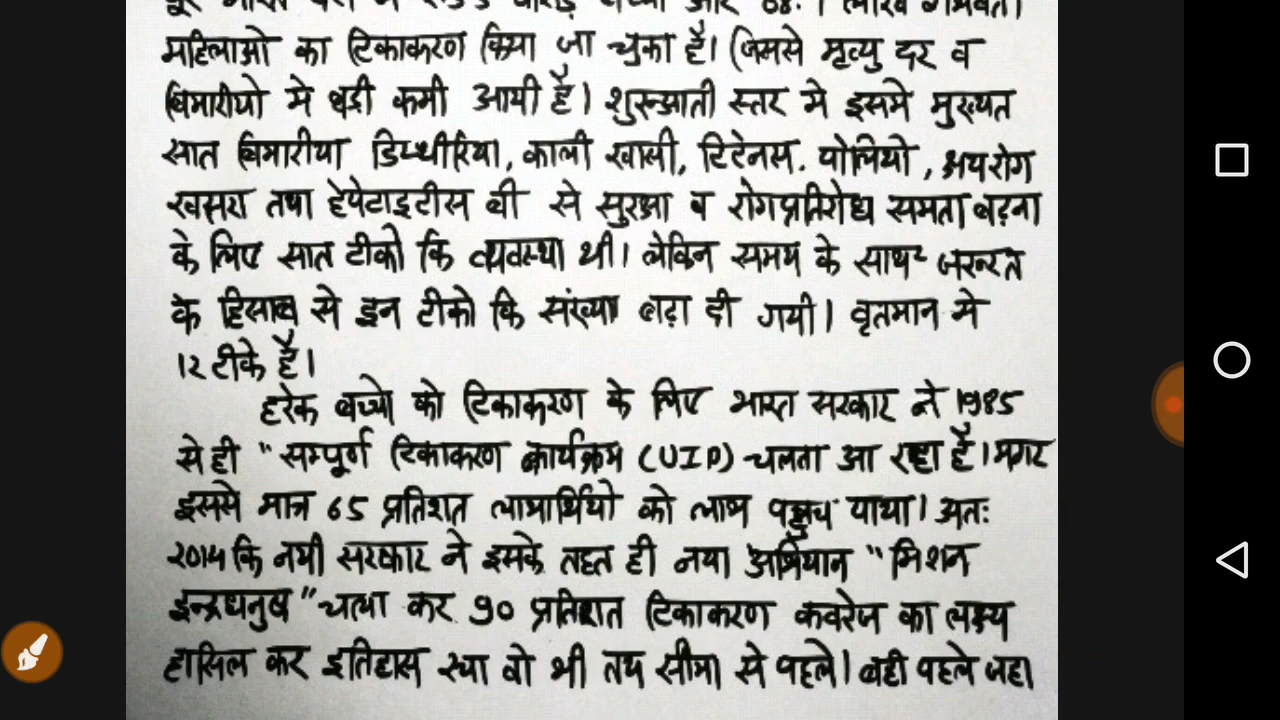 महिलाओ का टिकाकरण किया जा चुका है। जिससे मृत्यु दर व
बिमारीयो मे बडी कमी आयी है। शुरूआती स्तर मे इसमे मुख्यत
सात बिमारीया डिप्थीरिया, काली खासी, टिटेनस. पोलियो, क्षयरोग
खसरा तथा हेपेटाइटीस बी से सुरक्षा व रोगप्रतिरोध क्षमता बढ़ना
के लिए सात टीको कि व्यवस्था थी। लेकिन समय के साथ२ जरूरत
के हिसाब से इन टीको कि संख्या बढ़ा दी गयी। वृतमान मे
१२ टीके है।
हरेक बच्चो को टिकाकरण के लिए भारत सरकार ने 1985
से ही "सम्पूर्ण टिकाकरण कार्यक्रम (UIP) चलता आ रहा है। मगर
इससे मात्र 65 प्रतिशत लाभार्थियो को लाभ पहुच पाया। अतः
२०१५ कि नयी सरकार ने इसके तहत ही नया अभियान "मिशन
इन्द्रधनुष" चला कर 90 प्रतिशत टिकाकरण कवरेज का लक्ष्य
हासिल कर इतिहास रचा वो भी तय सीमा से पहले। वही पहले जहा